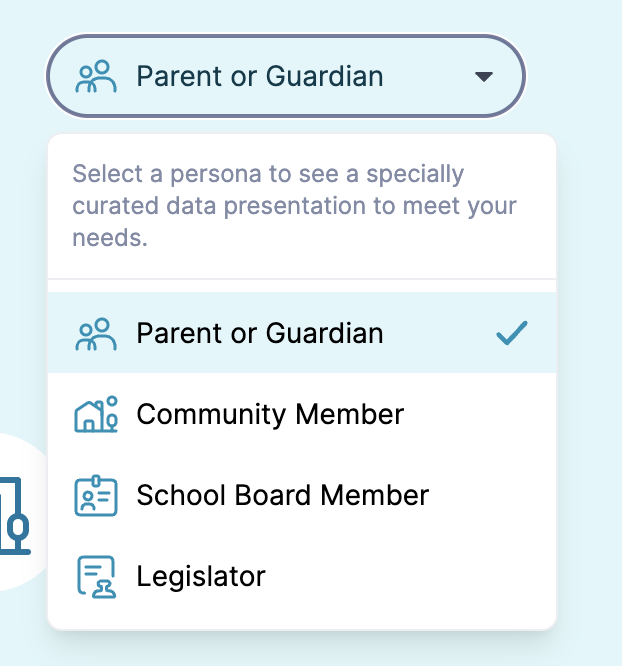 Parent or Guardian
Select a persona to see a specially
curated data presentation to meet your
needs.
Parent or Guardian
Community Member
School Board Member
Legislator